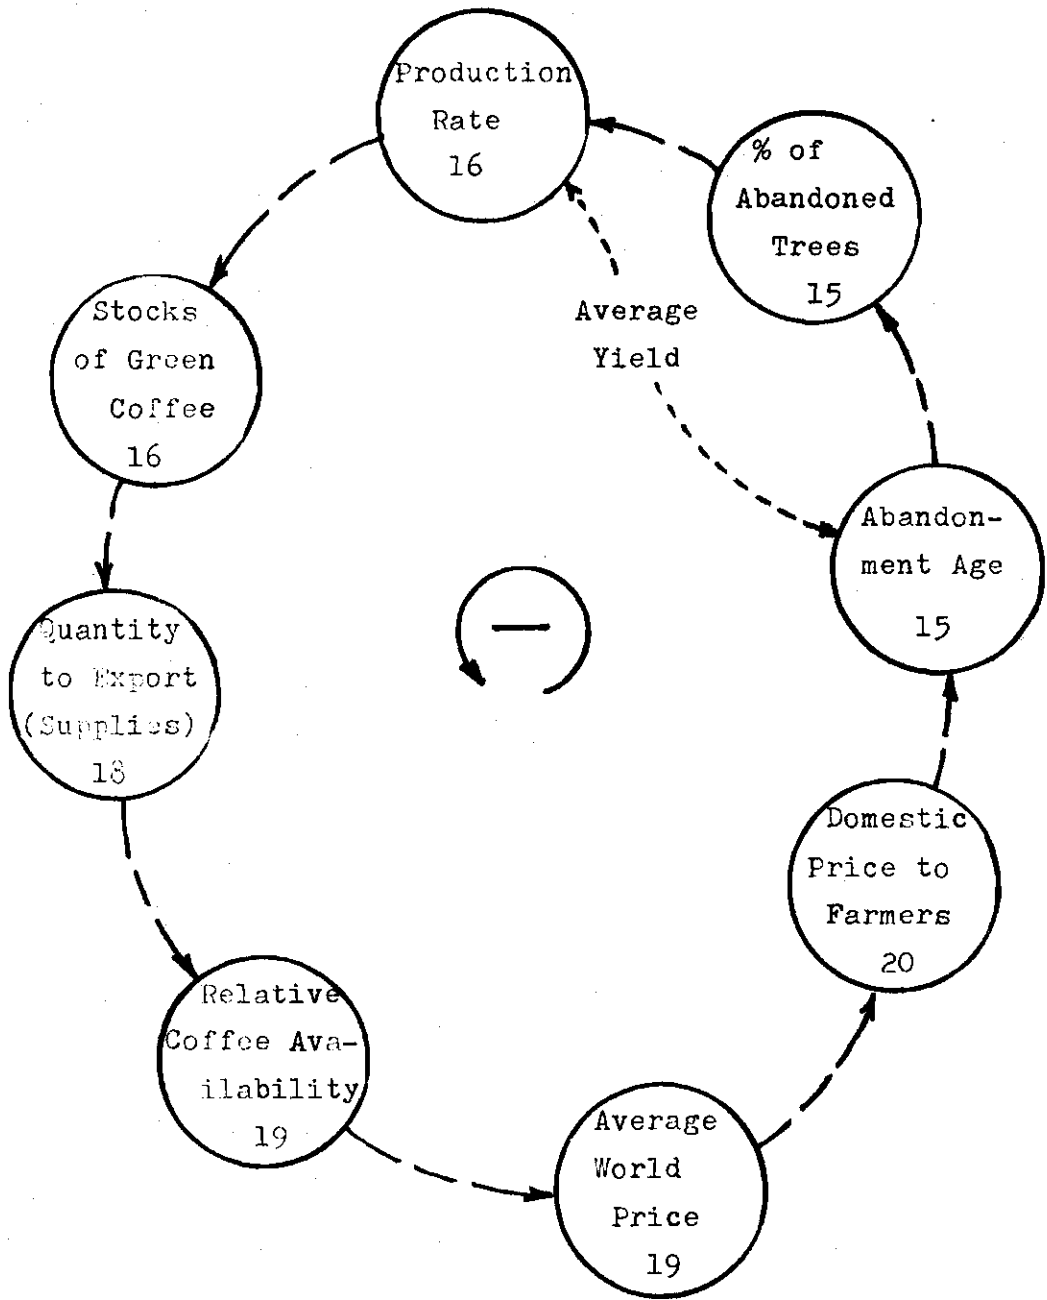 Production
Rate
16
% of
Abandoned
Trees
15
Average
Yield
Abandon-
ment Age
15
Domestic
Price to
Farmers
20
Average
World
Price
19
Relative
Coffee Ava-
ilability
19
Quantity
to Export
(Supplies)
18
Stocks
of Green
Coffee
16